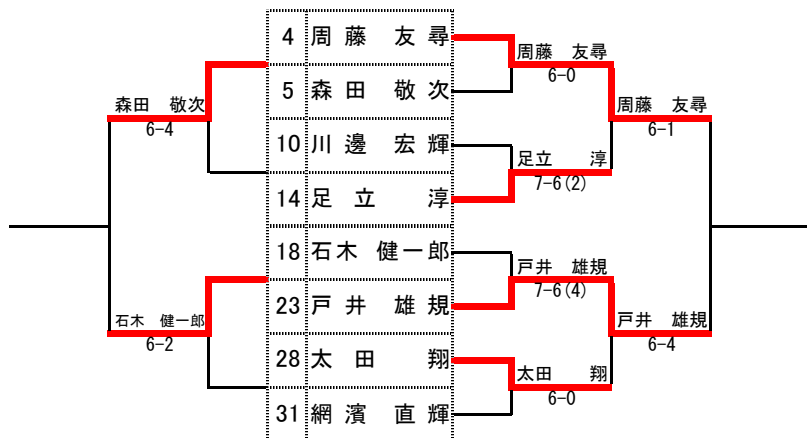 4 周藤 友尋
5 森田 敬次
10 川邊 宏輝
14 足立 淳
18 石木 健一郎
23 戸井 雄規
28 太田 翔
31 網濱 直輝
森田 敬次
6-4
石木 健一郎
6-2
周藤 友尋
6-0
足立 淳
7-6(2)
戸井 雄規
7-6(4)
太田 翔
6-0
周藤 友尋
6-1
戸井 雄規
6-4